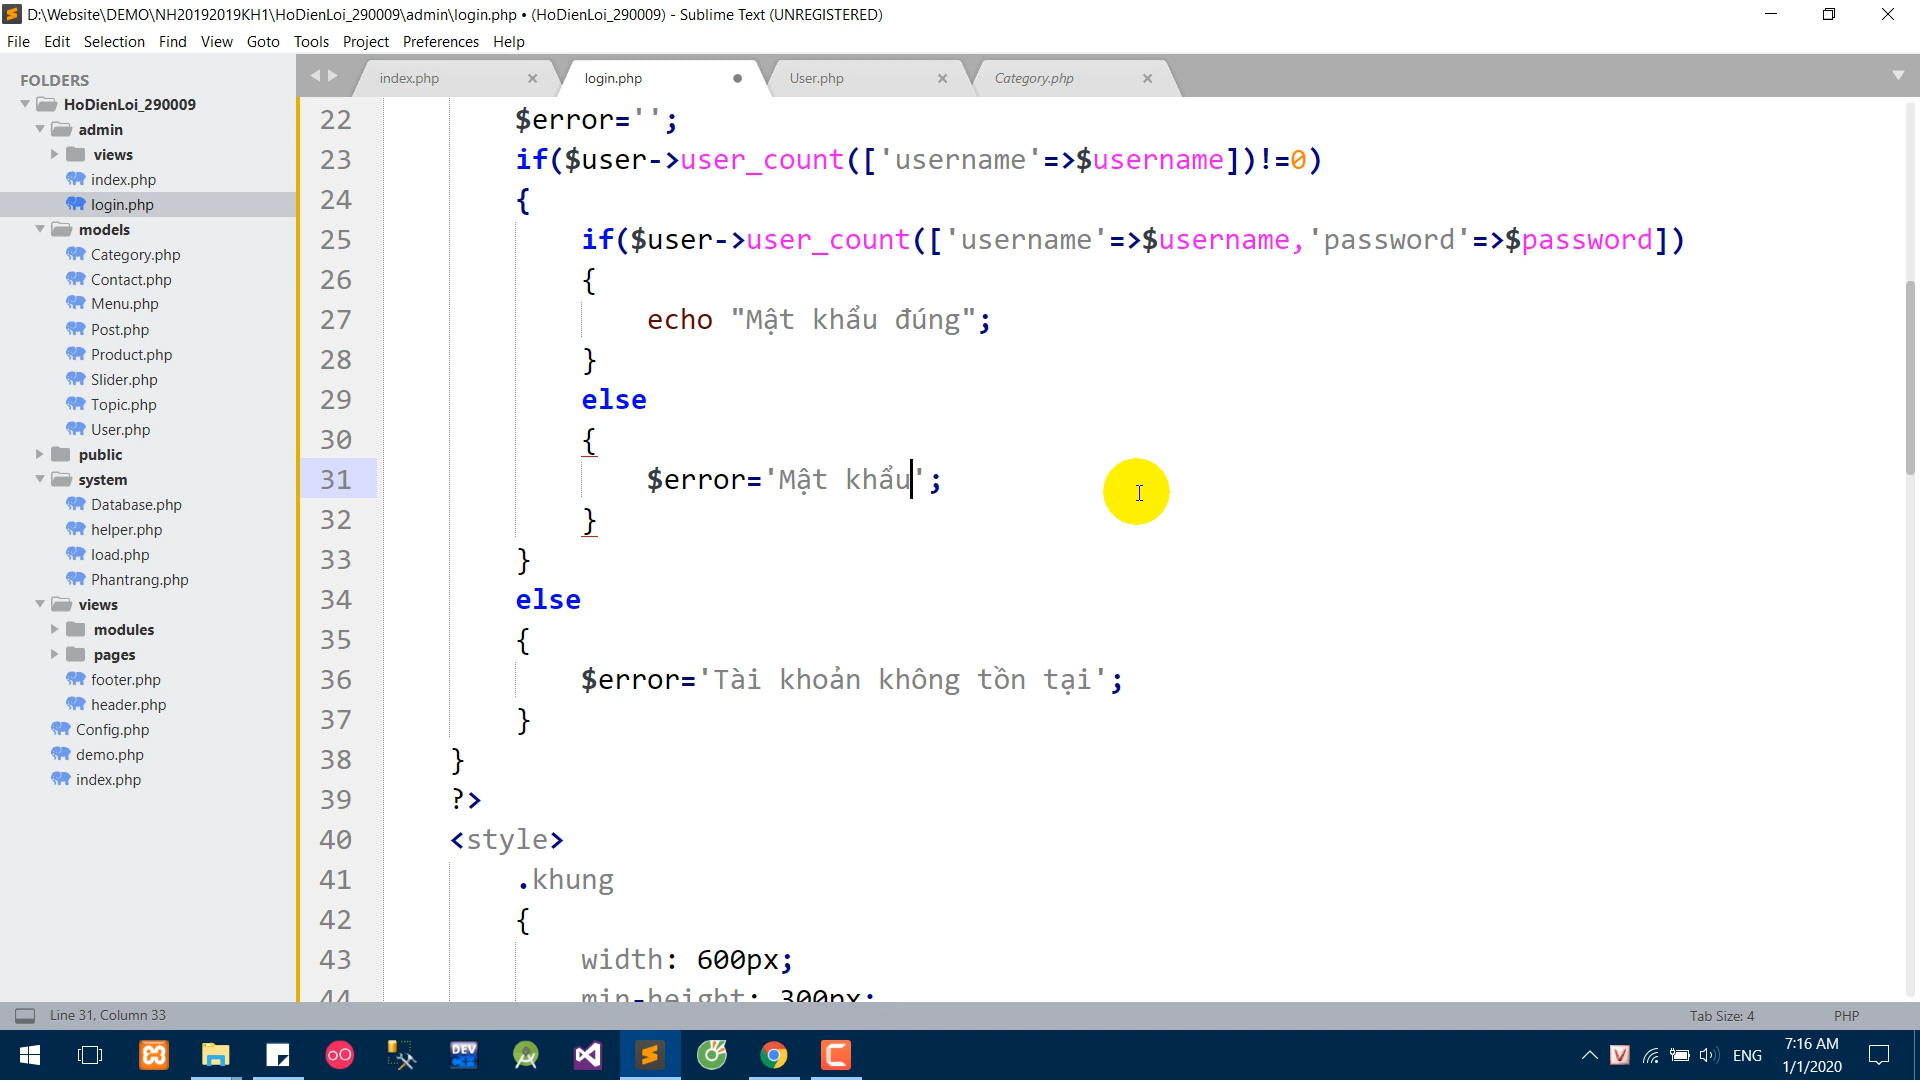 D:\Website\DEMO\NH20192019KH1\HoDienLoi_290009\admin\login.php • (HoDienLoi_290009) - Sublime Text (UNREGISTERED)
File Edit Selection Find View Goto Tools Project Preferences Help
FOLDERS
HoDienLoi_290009
admin
views
index.php
login.php
models
Category.php
Contact.php
Menu.php
Post.php
Product.php
Slider.php
Topic.php
User.php
public
system
Database.php
helper.php
load.php
Phantrang.php
views
modules
pages
footer.php
header.php
Config.php
demo.php
index.php
index.php login.php User.php Category.php
22 $error='';
23 if($user->user_count(['username'=>$username])!=0)
24 {
25 if($user->user_count(['username'=>$username,'password'=>$password])
26 {
27 echo "Mật khẩu đúng";
28 }
29 else
30 {
31 $error='Mật khẩu';
32 }
33 }
34 else
35 {
36 $error='Tài khoản không tồn tại';
37 }
38 }
39 ?>
40 <style>
41 .khung
42 {
43 width: 600px;
44 min-height: 300px;
Line 31, Column 33 Tab Size: 4 PHP
DEV
ENG
7:16 AM
1/1/2020